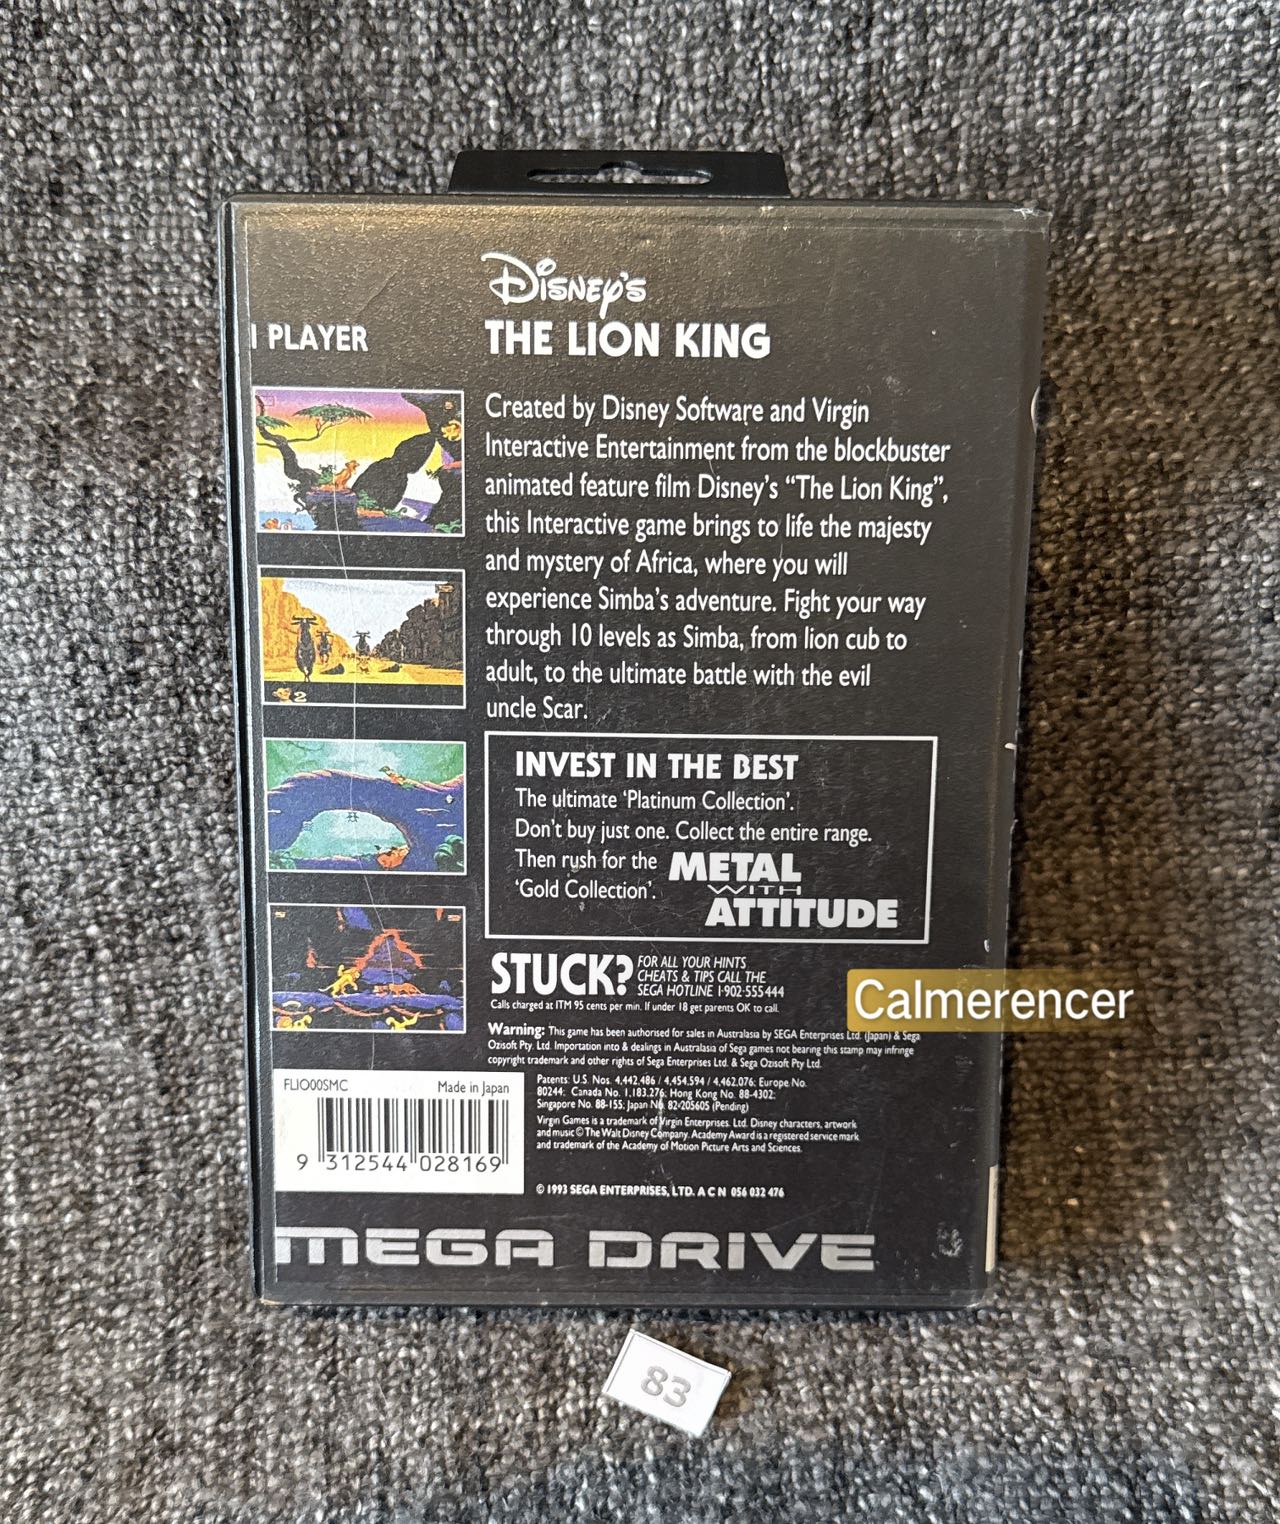 Disney's
THE LION KING
1 PLAYER
Created by Disney Software and Virgin
Interactive Entertainment from the blockbuster
animated feature film Disney's “The Lion King”,
this Interactive game brings to life the majesty
and mystery of Africa, where you will
experience Simba's adventure. Fight your way
through 10 levels as Simba, from lion cub to
adult, to the ultimate battle with the evil
uncle Scar.
2
INVEST IN THE BEST
The ultimate ‘Platinum Collection’.
Don't buy just one. Collect the entire range.
Then rush for the
‘Gold Collection’.
METAL
WITH
ATTITUDE
STUCK?
FOR ALL YOUR HINTS
CHEATS & TIPS CALL THE
SEGA HOTLINE 1-902-555444
Calls charged at ITM 95 cents per min. If under 18 get parents OK to call.
Calmerencer
Warning: This game has been authorised for sales in Australasia by SEGA Enterprises Ltd. (Japan) & Sega
Ozisoft Pty. Ltd. Importation into & dealings in Australasia of Sega games not bearing this stamp may infringe
copyright trademark and other rights of Sega Enterprises Ltd. & Sega Ozisoft Pty Ltd.
FLIO00SMC
Made in Japan
9 312544 028169
Patents: U.S. Nos. 4,442,486 / 4,454,594 / 4,462,076; Europe No.
80244; Canada No. 1,183,276; Hong Kong No. 88-4302;
Singapore No. 88-155; Japan No. 82-205605 (Pending)
Virgin Games is a trademark of Virgin Enterprises. Ltd. Disney characters, artwork
and music © The Walt Disney Company. Academy Award is a registered service mark
and trademark of the Academy of Motion Picture Arts and Sciences.
© 1993 SEGA ENTERPRISES, LTD. A C N 056 032 476
MEGA DRIVE
83